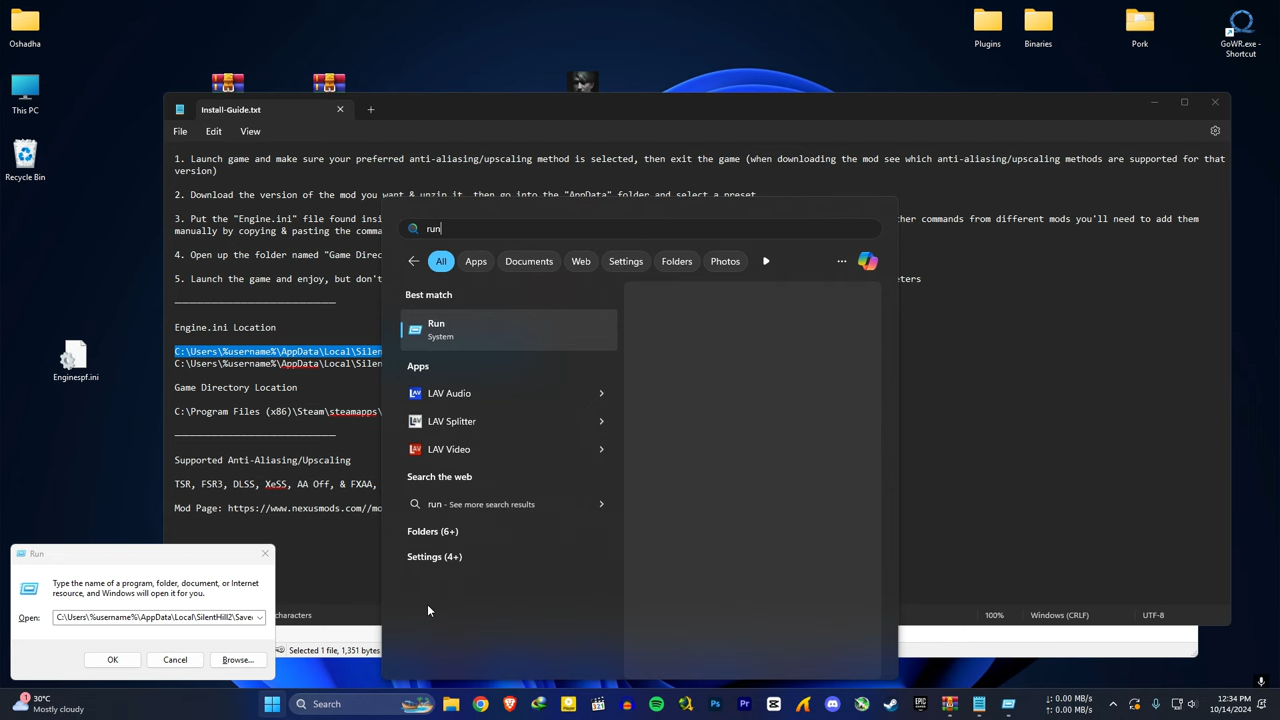 Oshadha
This PC
Recycle Bin
Enginespf.ini
Plugins
Binaries
Pork
GoWR.exe -
Shortcut
Install-Guide.txt
File
Edit
View
1. Launch game and make sure your preferred anti-aliasing/upscaling method is selected, then exit the game (when downloading the mod see which anti-aliasing/upscaling methods are supported for that
version)
2. Download the version of the mod you want & unzip it, then go into the "AppData" folder and select a preset
3. Put the "Engine.ini" file found insi
ther commands from different mods you'll need to add them
manually by copying & pasting the comma
4. Open up the folder named "Game Direc
5. Launch the game and enjoy, but don't
eters
Engine.ini Location
C:\Users\%username%\AppData\Local\Silen
C:\Users\%username%\AppData\Local\Silen
Game Directory Location
C:\Program Files (x86)\Steam\steamapps\
Supported Anti-Aliasing/Upscaling
TSR, FSR3, DLSS, XeSS, AA Off, & FXAA,
Mod Page: https://www.nexusmods.com//mo
characters
100%
Windows (CRLF)
UTF-8
Selected 1 file, 1,351 bytes
run
All
Apps
Documents
Web
Settings
Folders
Photos
Best match
Run
System
Apps
LAV Audio
LAV Splitter
LAV Video
Search the web
run - See more search results
Folders (6+)
Settings (4+)
Run
Type the name of a program, folder, document, or Internet
resource, and Windows will open it for you.
Open:
C:\Users\%username%\AppData\Local\SilentHill2\Save
OK
Cancel
Browse...
30°C
Mostly cloudy
Search
↑: 0.00 MB/s
↓: 0.00 MB/s
12:34 PM
10/14/2024